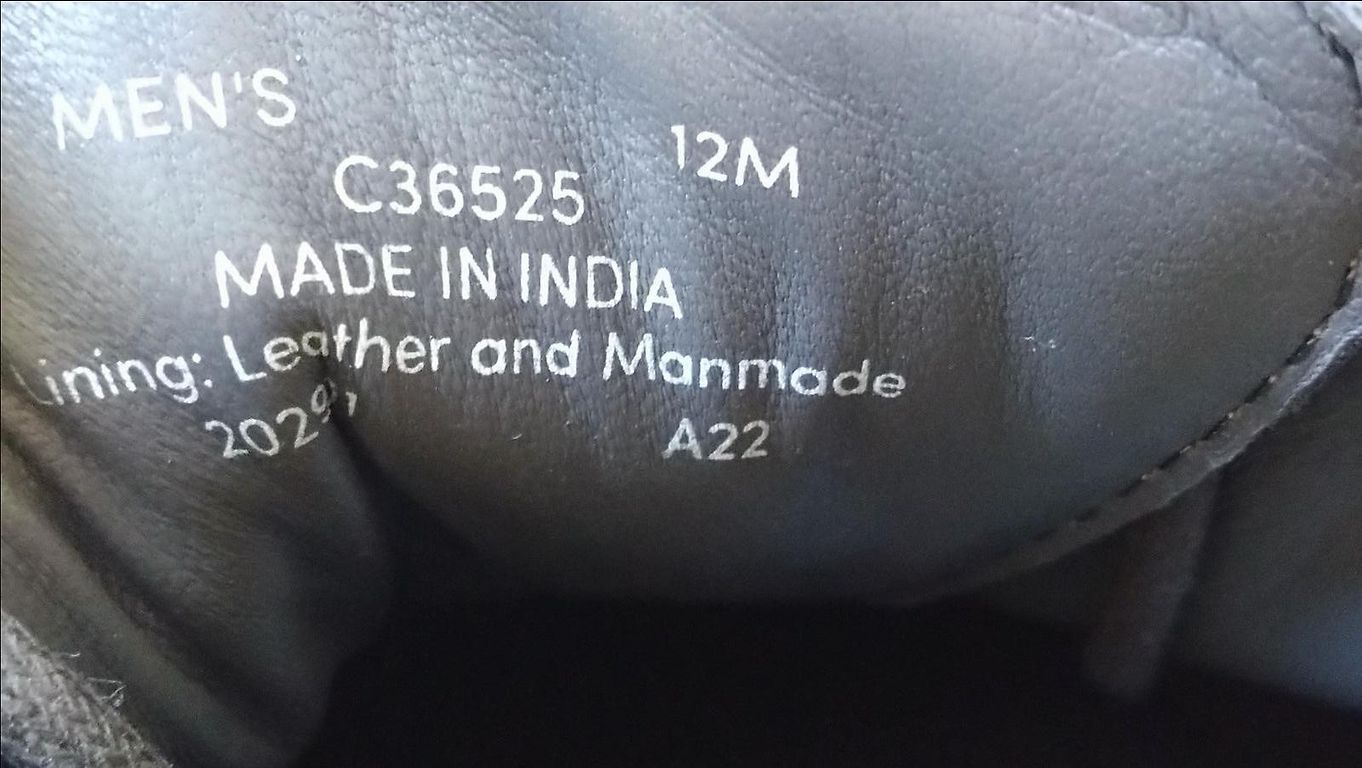 MEN'S
C36525 12M
MADE IN INDIA
Lining: Leather and Manmade
A22